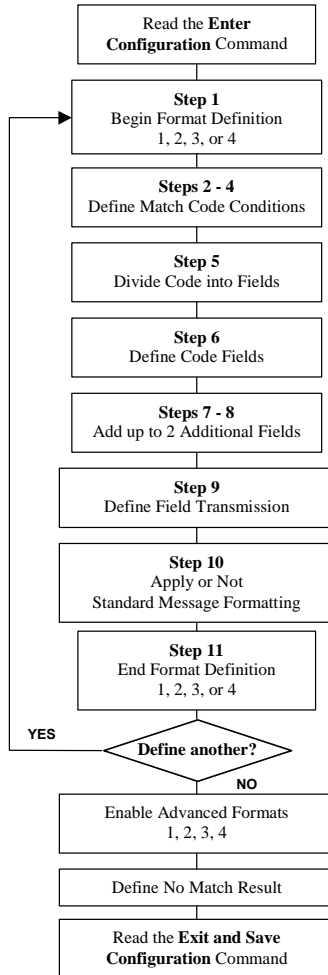 Read the Enter
Configuration Command
Step 1
Begin Format Definition
1, 2, 3, or 4
Steps 2 - 4
Define Match Code Conditions
Step 5
Divide Code into Fields
Step 6
Define Code Fields
Steps 7 - 8
Add up to 2 Additional Fields
Step 9
Define Field Transmission
Step 10
Apply or Not
Standard Message Formatting
Step 11
End Format Definition
1, 2, 3, or 4
YES
Define another?
NO
Enable Advanced Formats
1, 2, 3, 4
Define No Match Result
Read the Exit and Save
Configuration Command